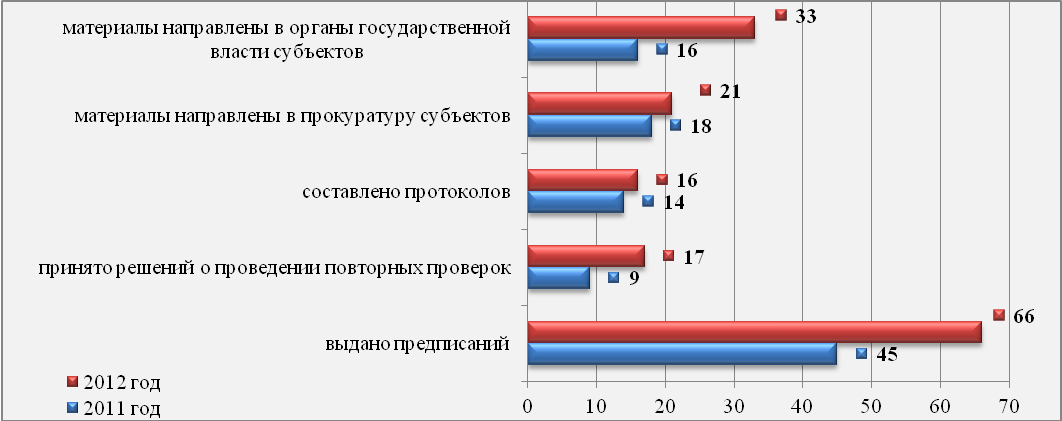 материалы направлены в органы государственной
власти субъектов
33
16
материалы направлены в прокуратуру субъектов
21
18
составлено протоколов
16
14
принято решений о проведении повторных проверок
17
9
выдано предписаний
66
45
2012 год
2011 год
0 10 20 30 40 50 60 70